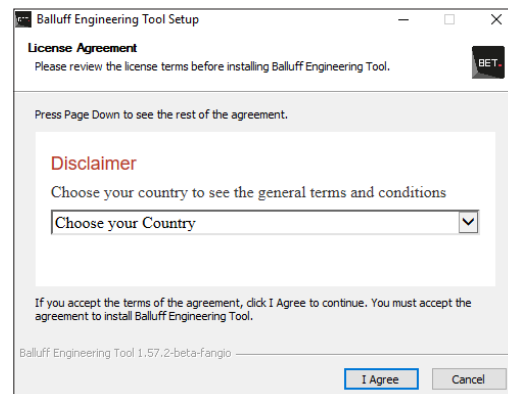 Balluff Engineering Tool Setup
License Agreement
Please review the license terms before installing Balluff Engineering Tool.
BET.
Press Page Down to see the rest of the agreement.
Disclaimer
Choose your country to see the general terms and conditions
Choose your Country
If you accept the terms of the agreement, click I Agree to continue. You must accept the
agreement to install Balluff Engineering Tool.
Balluff Engineering Tool 1.57.2-beta-fangio
I Agree
Cancel